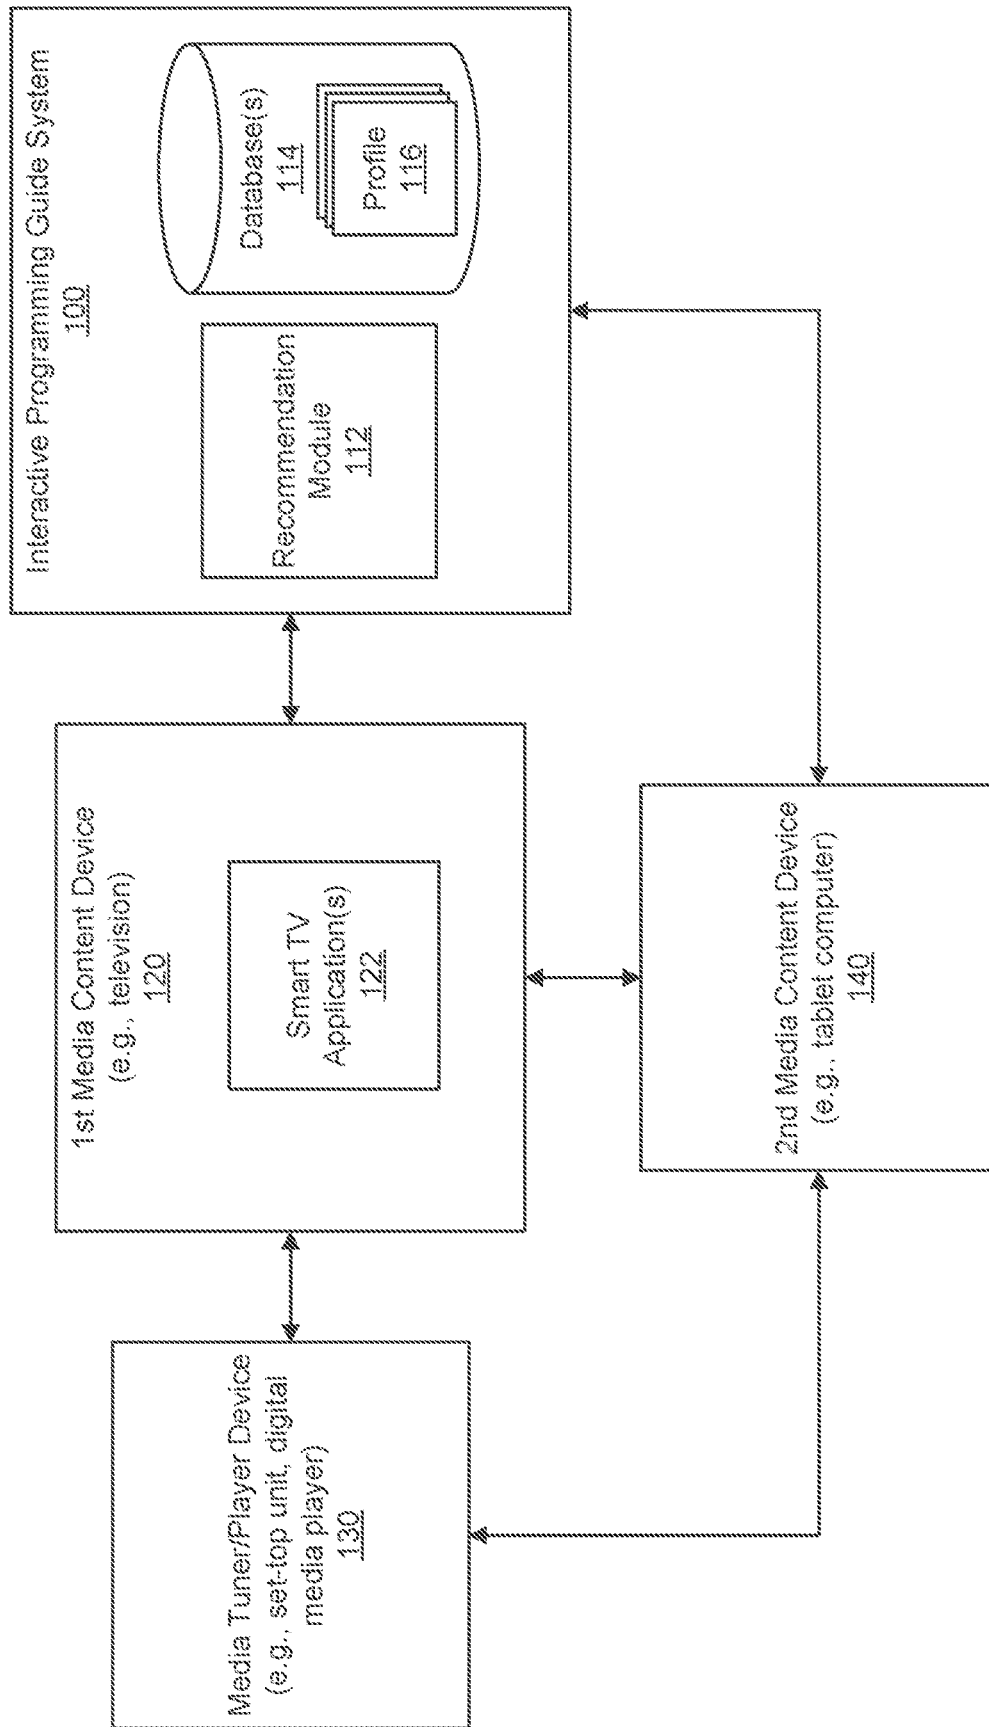 Media Tuner/Player Device
(e.g., set-top unit, digital
media player)
130
1st Media Content Device
(e.g., television)
120
Smart TV
Application(s)
122
Interactive Programming Guide System
100
Recommendation
Module
112
Database(s)
114
Profile
116
2nd Media Content Device
(e.g., tablet computer)
140